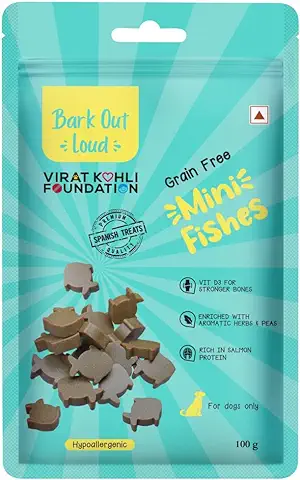 Bark Out
Loud
VIRAT KOHLI
FOUNDATION
PREMIUM
SPANISH TREATS
QUALITY
Grain Free
Mini
Fishes
VIT D3 FOR
STRONGER BONES
ENRICHED WITH
AROMATIC HERBS & PEAS
RICH IN SALMON
PROTEIN
For dogs only
Hypoallergenic
100 g